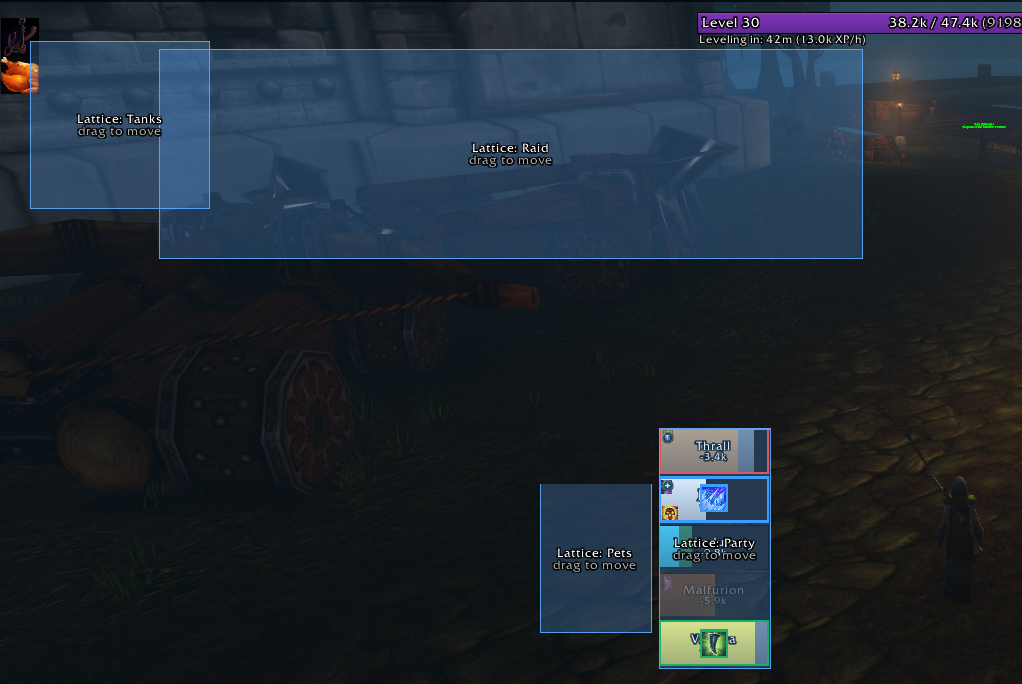 Level 30
38.2k / 47.4k (9198
Leveling in: 42m (13.0k XP/h)
Lattice: Tanks
drag to move
Lattice: Raid
drag to move
Thrall
-3.4k
Lattice: Party
drag to move
Lattice: Pets
drag to move
Malfurion
-5.9k